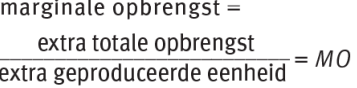 marginale opbrengst =
extra totale opbrengst
extra geproduceerde eenheid = MO